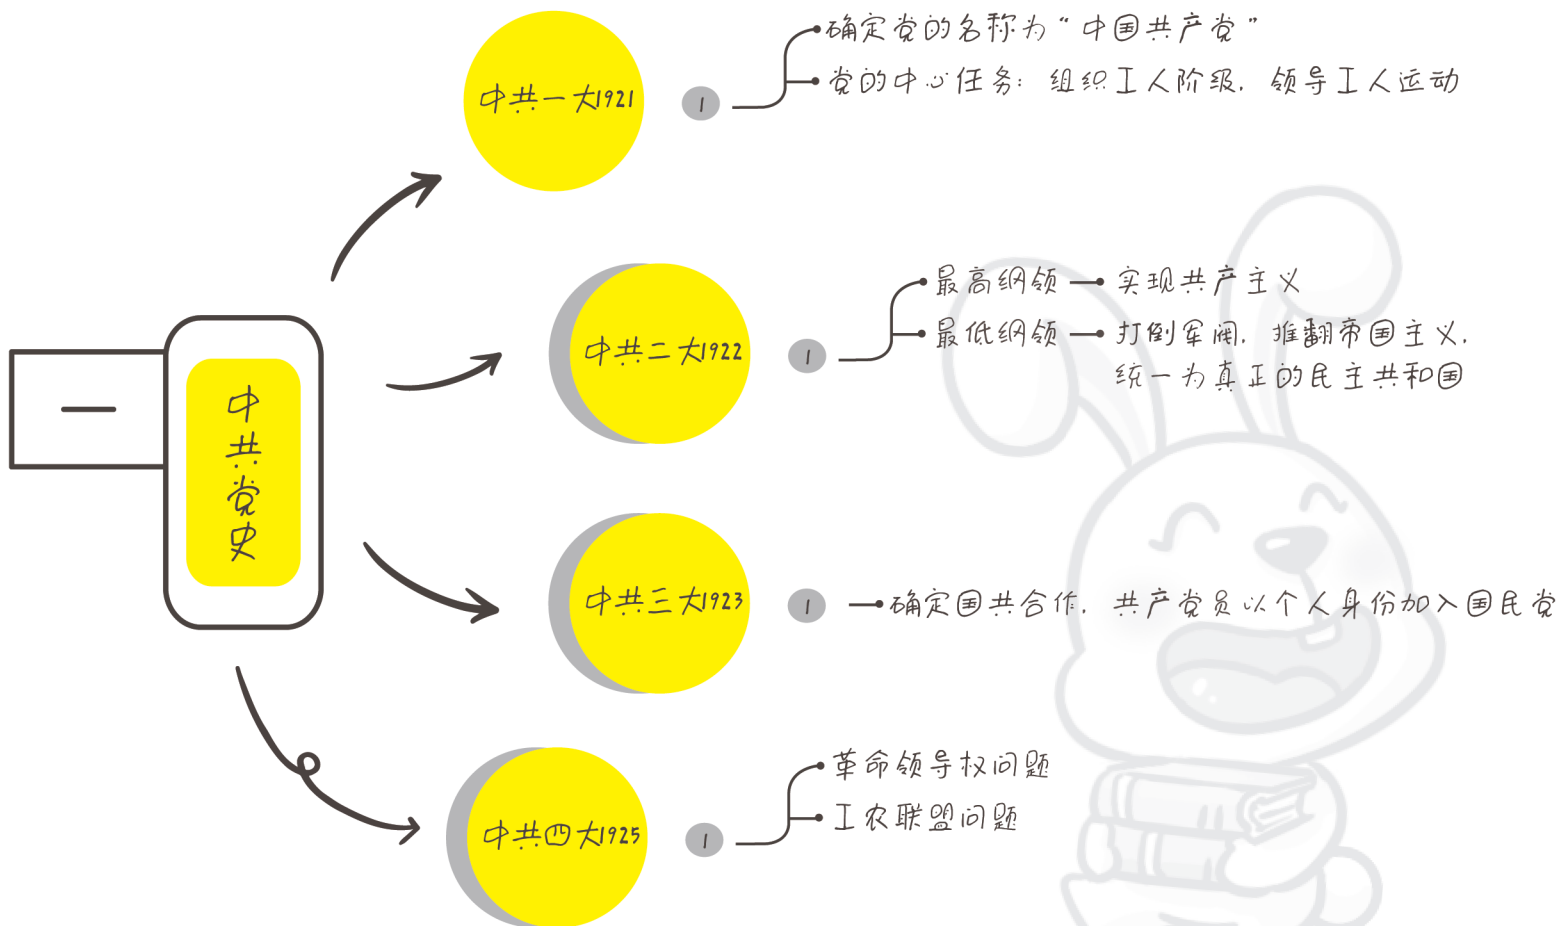 一
中共党史
中共一大1921
1
确定党的名称为“中国共产党”
党的中心任务：组织工人阶级，领导工人运动
中共二大1922
1
最高纲领
实现共产主义
最低纲领
打倒军阀，推翻帝国主义，
统一为真正的民主共和国
中共三大1923
1
确定国共合作，共产党员以个人身份加入国民党
中共四大1925
1
革命领导权问题
工农联盟问题